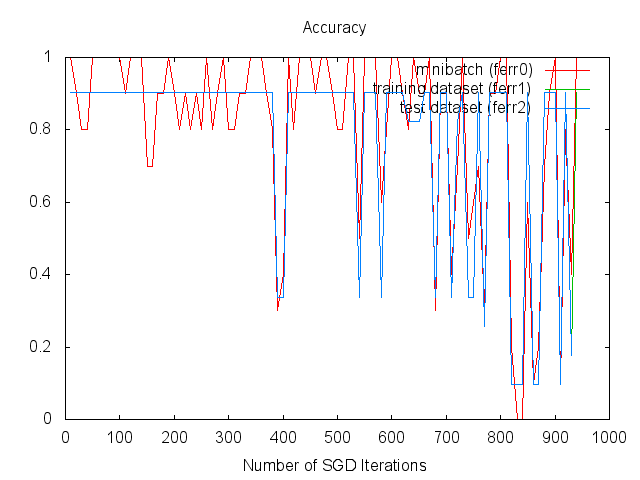 Accuracy
1
0.8
0.6
0.4
0.2
0
minibatch (ferr0)
training dataset (ferr1)
test dataset (ferr2)
0 100 200 300 400 500 600 700 800 900 1000
Number of SGD Iterations